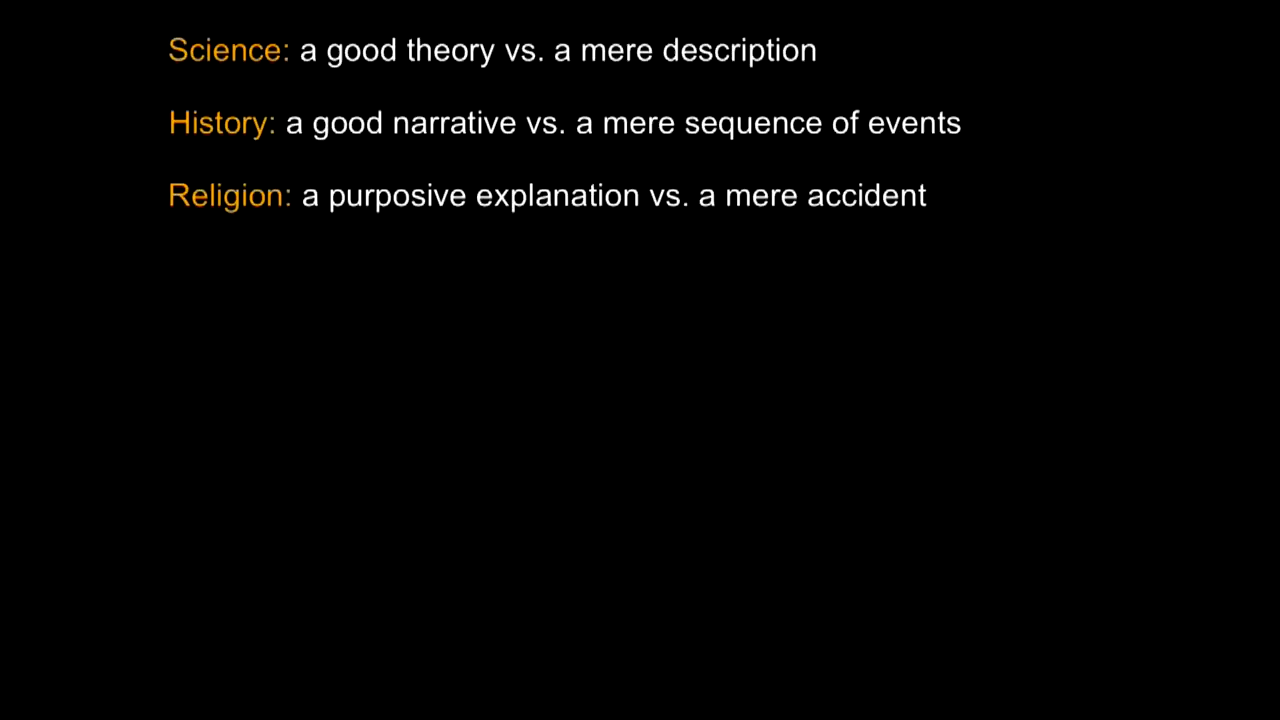 Science: a good theory vs. a mere description
History: a good narrative vs. a mere sequence of events
Religion: a purposive explanation vs. a mere accident